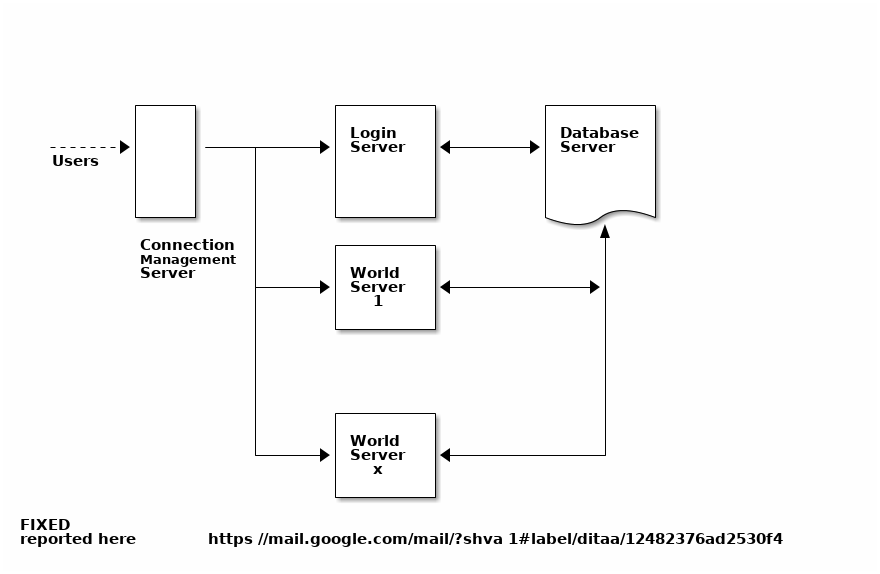 Users
Login
Server
Database
Server
Connection
Management
Server
World
Server
1
World
Server
x
FIXED
reported here https //mail.google.com/mail/?shva 1#label/ditaa/12482376ad2530f4